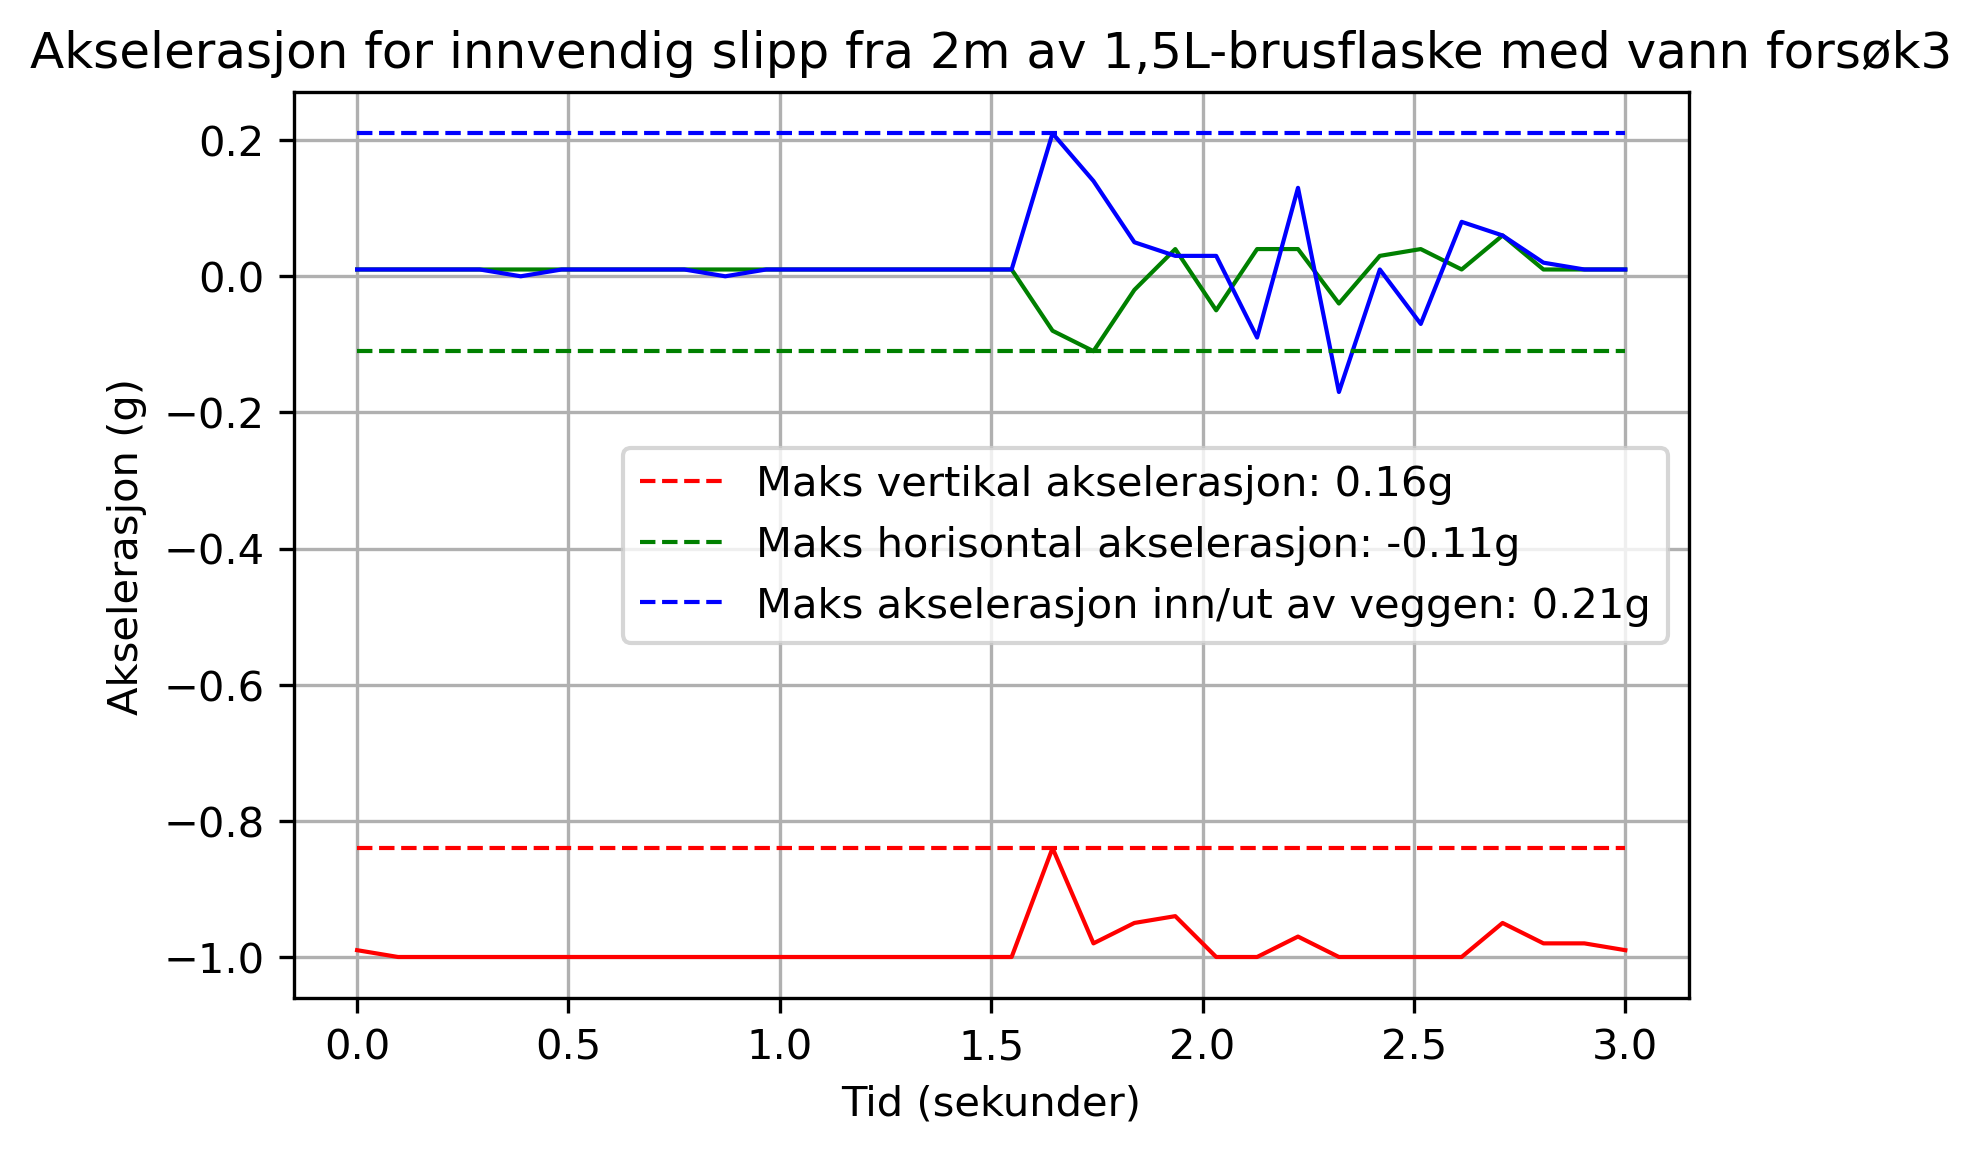 Akselerasjon for innvendig slipp fra 2m av 1,5L-brusflaske med vann forsøk3
0.2
0.0
−0.2
−0.4
−0.6
−0.8
−1.0
Akselerasjon (g)
Maks vertikal akselerasjon: 0.16g
Maks horisontal akselerasjon: -0.11g
Maks akselerasjon inn/ut av veggen: 0.21g
0.0 0.5 1.0 1.5 2.0 2.5 3.0
Tid (sekunder)